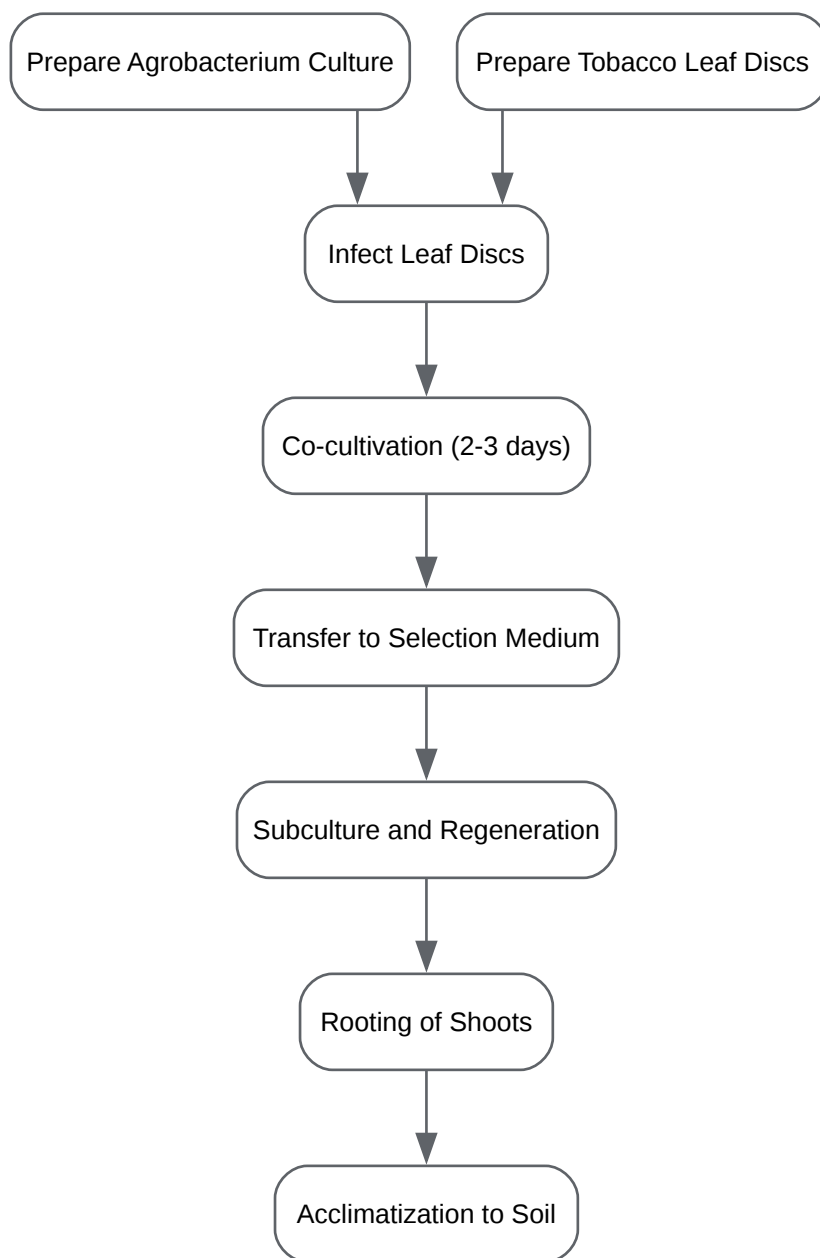 Prepare Agrobacterium Culture
Prepare Tobacco Leaf Discs
Infect Leaf Discs
Co-cultivation (2-3 days)
Transfer to Selection Medium
Subculture and Regeneration
Rooting of Shoots
Acclimatization to Soil